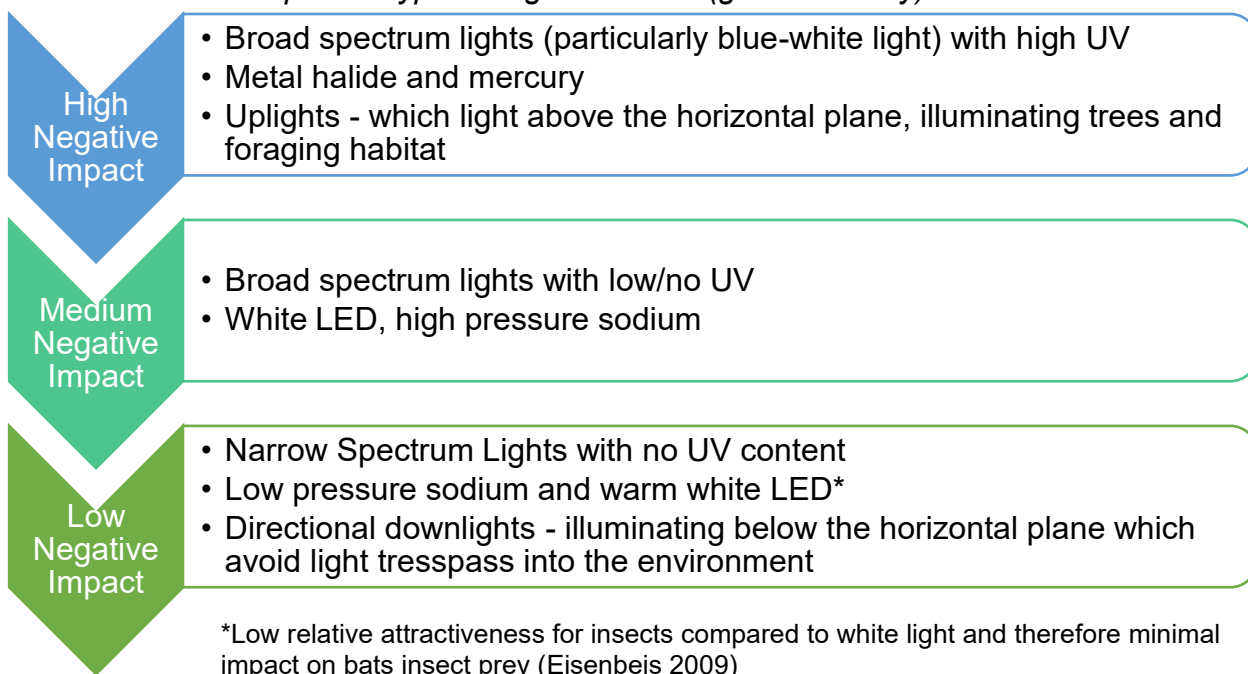 High
Negative
Impact
• Broad spectrum lights (particularly blue-white light) with high UV
• Metal halide and mercury
• Uplights - which light above the horizontal plane, illuminating trees and
foraging habitat
Medium
Negative
Impact
• Broad spectrum lights with low/no UV
• White LED, high pressure sodium
Low
Negative
Impact
• Narrow Spectrum Lights with no UV content
• Low pressure sodium and warm white LED*
• Directional downlights - illuminating below the horizontal plane which
avoid light tresspass into the environment
*Low relative attractiveness for insects compared to white light and therefore minimal
impact on bats insect prey (Eisenbeis 2009)